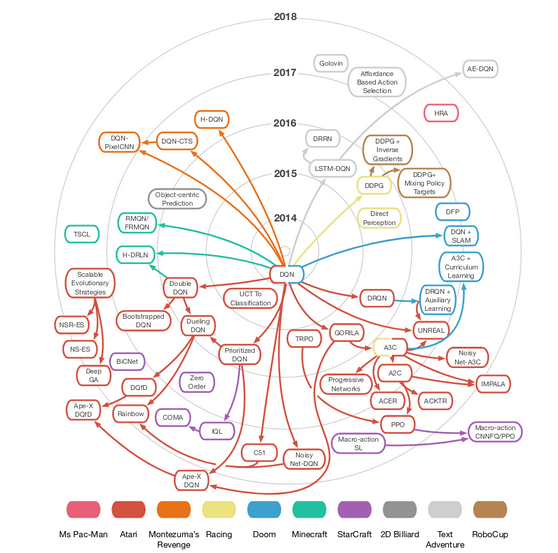 2018
Golovin
2017
Affordance
Based Action
Selection
AE-DQN
HRA
H-DQN
2016
DQN-
PixelCNN
DQN-CTS
DRRN
DDPG +
Inverse
Gradients
2015
LSTM-DQN
DDPG
DDPG+
Mixing Policy
Targets
Object-centric
Prediction
RMQN/
FRMQN
2014
Direct
Perception
DFP
TSCL
DQN +
SLAM
H-DRLN
A3C +
Curriculum
Learning
DQN
Scalable
Evolutionary
Strategies
Double
DQN
UCT To
Classification
DRQN
DRQN +
Auxiliary
Learning
NSR-ES
Bootstrapped
DQN
Dueling
DQN
TRPO
GORILA
UNREAL
NS-ES
BiCNet
Prioritized
DQN
A3C
Noisy
Net-A3C
Deep
GA
Zero
Order
Progressive
Networks
A2C
IMPALA
DQfD
Ape-X
DQfD
Rainbow
COMA
IQL
ACER
ACKTR
PPO
Macro-action
SL
Macro-action
CNNFQ/PPO
C51
Noisy
Net-DQN
Ape-X
DQN
Ms Pac-Man
Atari
Montezuma's
Revenge
Racing
Doom
Minecraft
StarCraft
2D Billiard
Text
Adventure
RoboCup